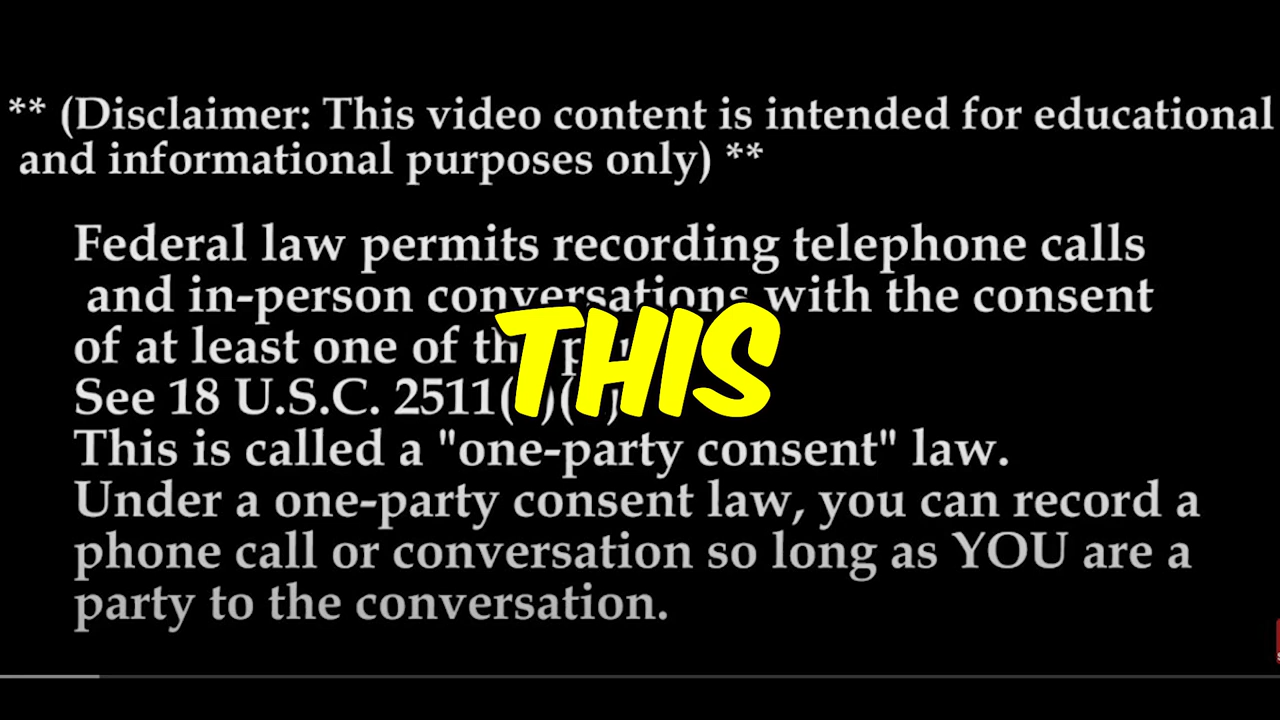 ** (Disclaimer: This video content is intended for educational
and informational purposes only) **
Federal law permits recording telephone calls
and in-person conversations with the consent
of at least one of
See 18 U.S.C. 2511(
This is called a "one-party consent" law.
Under a one-party consent law, you can record a
phone call or conversation so long as YOU are a
party to the conversation.
THIS